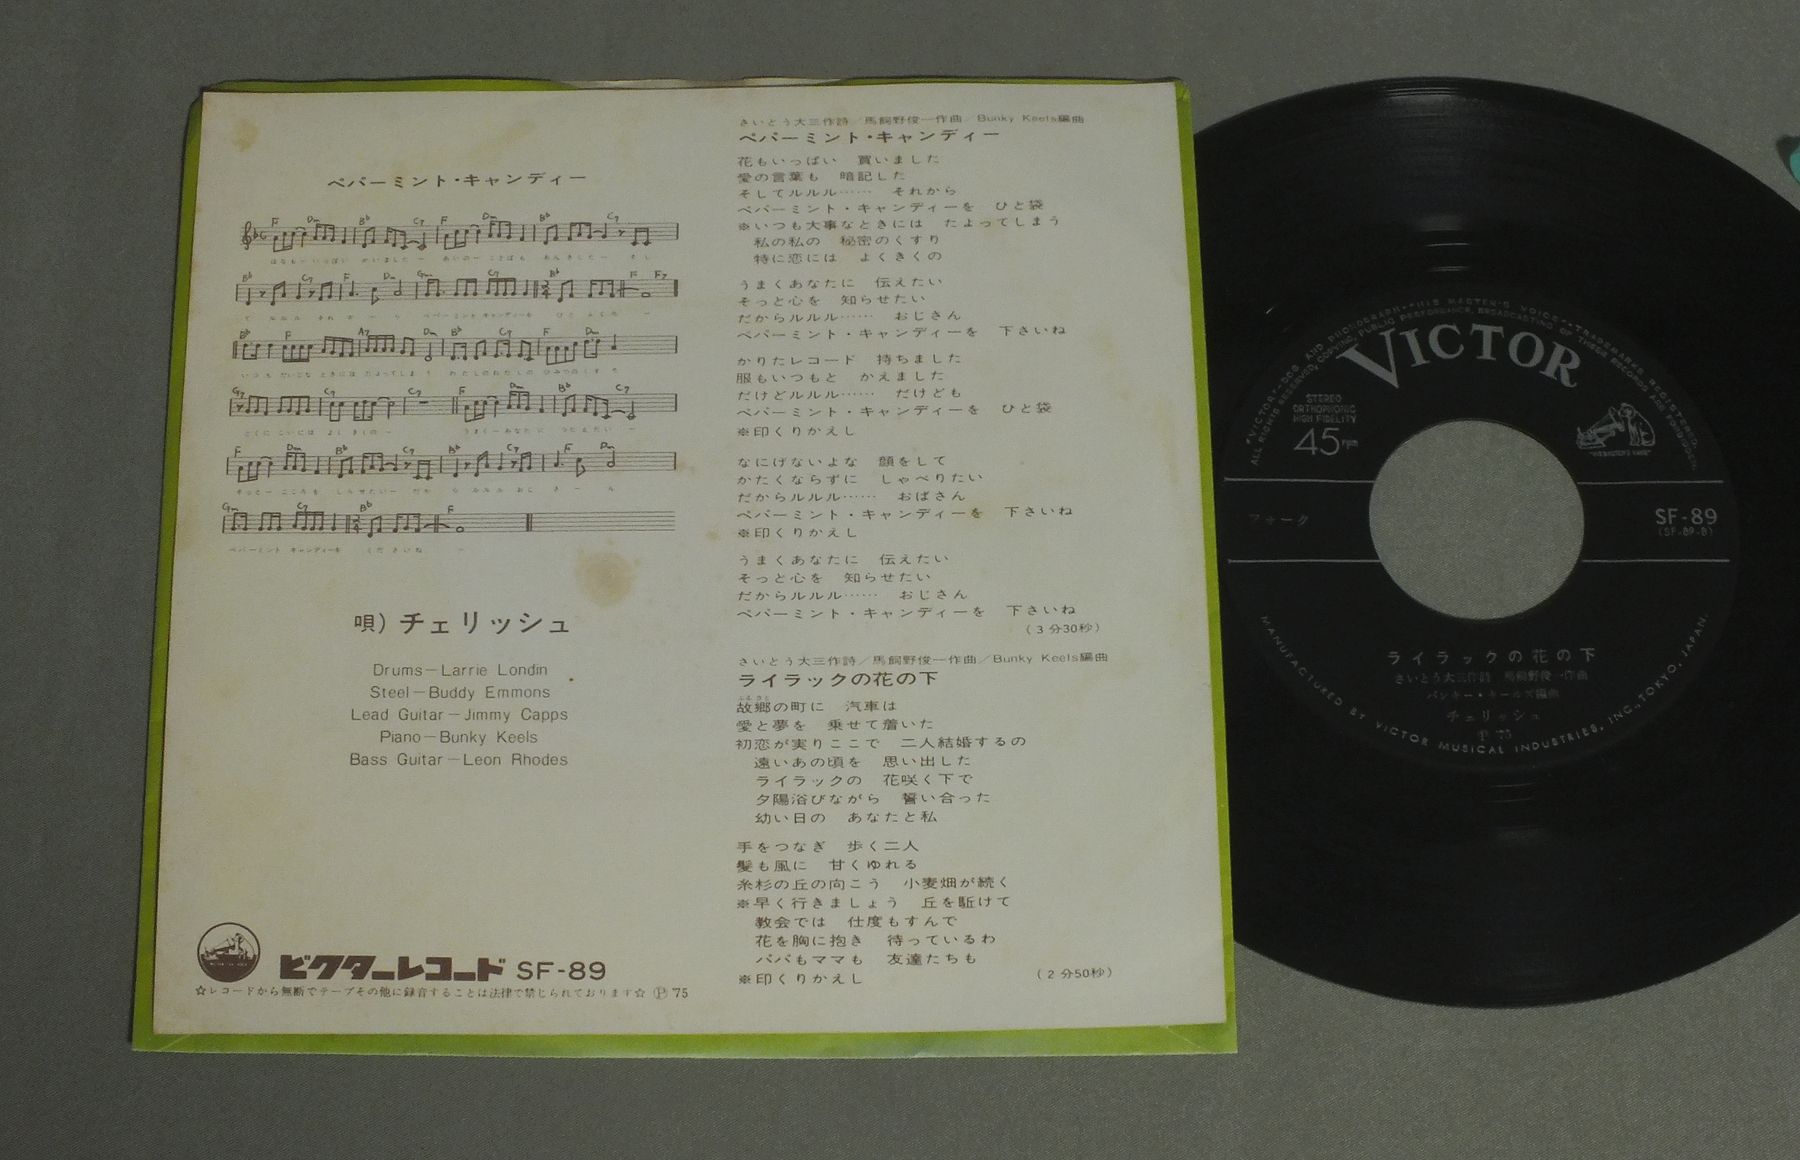 ペパーミント・キャンディー
唄）チェリッシュ
Drums—Larrie Londin
Steel—Buddy Emmons
Lead Guitar—Jimmy Capps
Piano—Bunky Keels
Bass Guitar—Leon Rhodes
ビクターレコード SF-89
☆レコードから無断でテープその他に録音することは法律で禁じられております☆ Ⓟ '75
さいとう大三作詩／馬飼野俊一作曲／Bunky Keels編曲
ペパーミント・キャンディー
花もいっぱい　買いました
愛の言葉も　暗記した
そしてルルル……　それから
ペパーミント・キャンディーを　ひと袋
※いつも大事なときには　たよってしまう
私の私の　秘密のくすり
特に恋には　よくきくの
うまくあなたに　伝えたい
そっと心を　知らせたい
だからルルル……　おじさん
ペパーミント・キャンディーを　下さいね
かりたレコード　持ちました
服もいつもと　かえました
だけどルルル……　だけども
ペパーミント・キャンディーを　ひと袋
※印くりかえし
なにげないよな　顔をして
かたくならずに　しゃべりたい
だからルルル……　おばさん
ペパーミント・キャンディーを　下さいね
※印くりかえし
うまくあなたに　伝えたい
そっと心を　知らせたい
だからルルル……　おじさん
ペパーミント・キャンディーを　下さいね
（3分30秒）
さいとう大三作詩／馬飼野俊一作曲／Bunky Keels編曲
ライラックの花の下
故郷の町に　汽車は
愛と夢を　乗せて着いた
初恋が実りここで　二人結婚するの
遠いあの頃を　思い出した
ライラックの　花咲く下で
夕陽浴びながら　誓い合った
幼い日の　あなたと私
手をつなぎ　歩く二人
髪も風に　甘くゆれる
糸杉の丘の向こう　小麦畑が続く
※早く行きましょう　丘を駈けて
教会では　仕度もすんで
花を胸に抱き　待っているわ
パパもママも　友達たちも
※印くりかえし
（2分50秒）
VICTOR
STEREO
ORTHOPHONIC
HIGH FIDELITY
45rpm
"HIS MASTER'S VOICE"
フォーク
SF-89
(SF-89-B)
ライラックの花の下
さいとう大三作詩　馬飼野俊一作曲
バンキー・キールズ編曲
チェリッシュ
Ⓟ '75
MANUFACTURED BY VICTOR MUSICAL INDUSTRIES, INC., TOKYO, JAPAN.